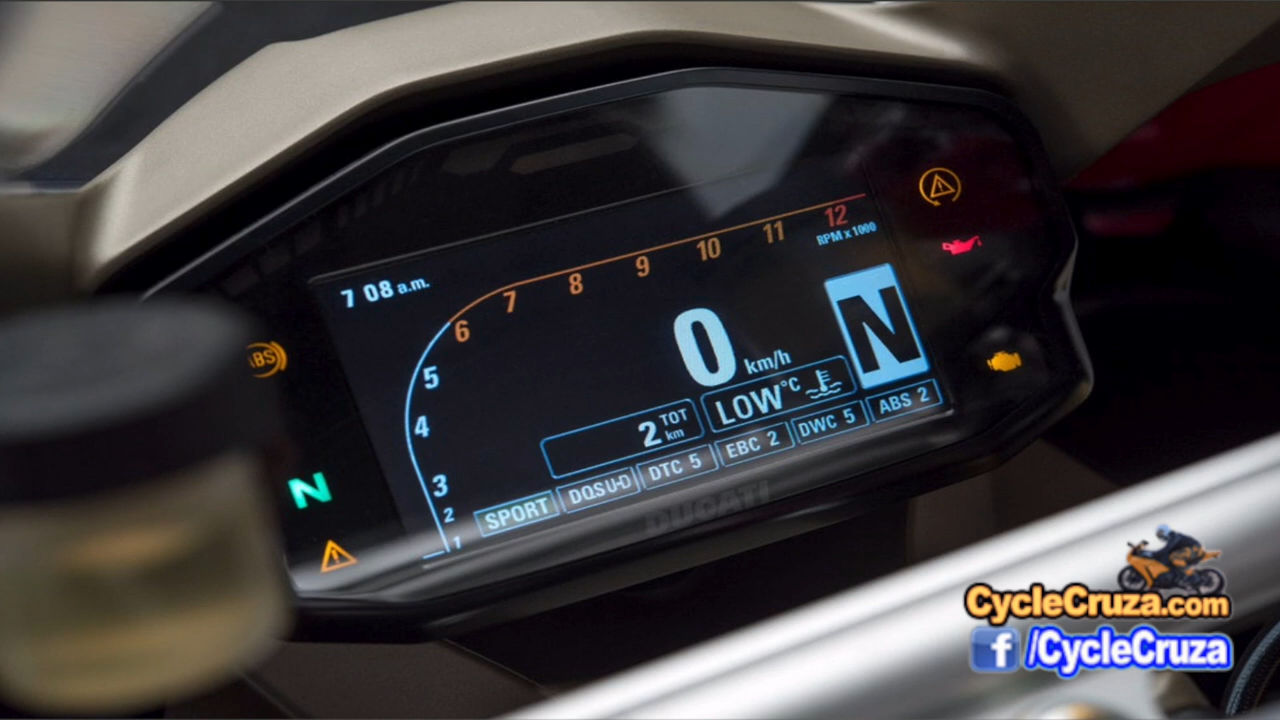 7 08 a.m.
1 2 3 4 5 6 7 8 9 10 11 12
RPM x 1000
0 km/h
N
2 TOT km
LOW °C
SPORT DQS U-D DTC 5 EBC 2 DWC 5 ABS 2
ABS
N
DUCATI
CycleCruza.com
f /CycleCruza